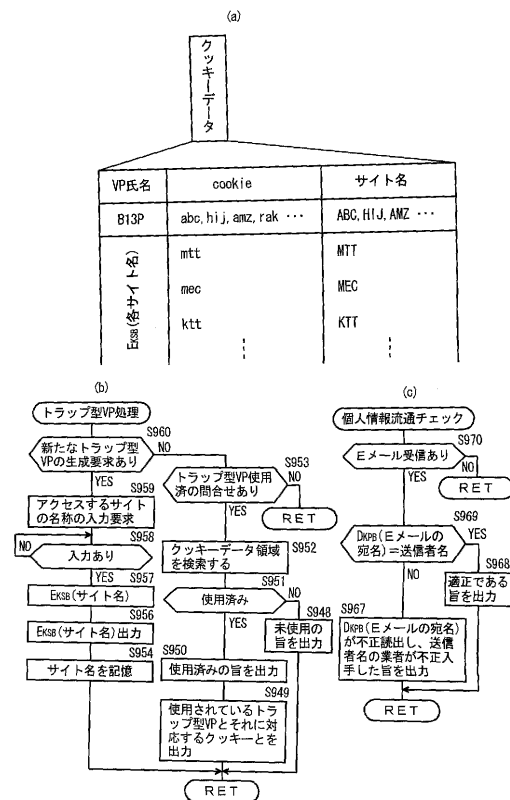 (a)
クッキーデータ
VP氏名 cookie サイト名
B13P abc,hij,amz,rak ・・・ ABC,HIJ,AMZ ・・・
EKSB(各サイト名)
mtt MTT
mec MEC
ktt KTT
(b)
トラップ型VP処理
S960
新たなトラップ型
VPの生成要求あり
NO
YES
S959
アクセスするサイト
の名称の入力要求
S958
NO
入力あり
YES
S957
EKSB(サイト名)
S956
EKSB(サイト名)出力
S954
サイト名を記憶
S953
トラップ型VP使用
済の問合せあり
NO
RET
YES
S952
クッキーデータ領域
を検索する
S951
使用済み
NO
YES
S948
未使用の
旨を出力
S950
使用済みの旨を出力
S949
使用されているトラ
ップ型VPとそれに対
応するクッキーとを
出力
RET
(c)
個人情報流通チェック
S970
Eメール受信あり
NO
RET
YES
S969
DKPB(Eメールの
宛名)=送信者名
YES
NO
S968
適正である
旨を出力
S967
DKPB(Eメールの宛名)
が不正読出し、送信
者名の業者が不正入
手した旨を出力
RET